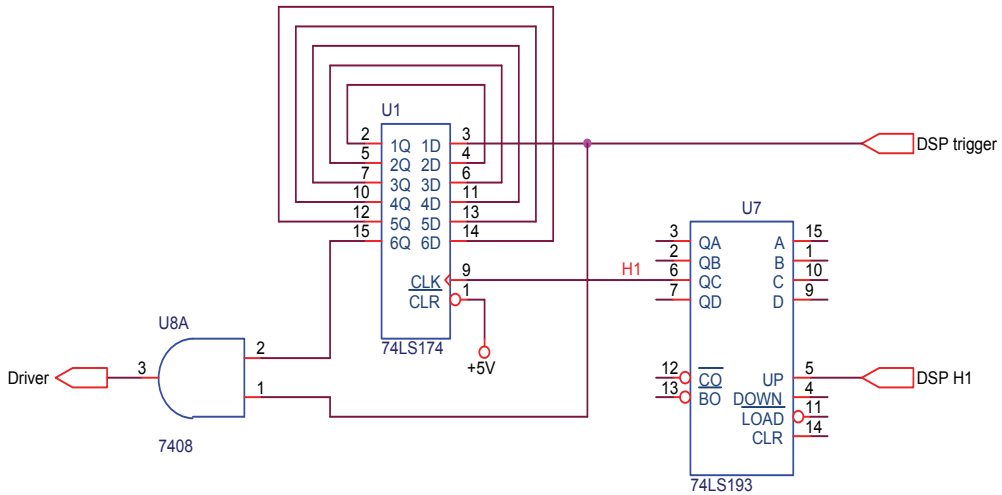 U1
2 1Q 1D 3
5 2Q 2D 4
7 3Q 3D 6
10 4Q 4D 11
12 5Q 5D 13
15 6Q 6D 14
CLK 9
CLR 1
74LS174
+5V
DSP trigger
H1
U7
3 QA A 15
2 QB B 1
6 QC C 10
7 QD D 9
12 CO UP 5
13 BO DOWN 4
LOAD 11
CLR 14
74LS193
DSP H1
U8A
2
3
1
7408
Driver